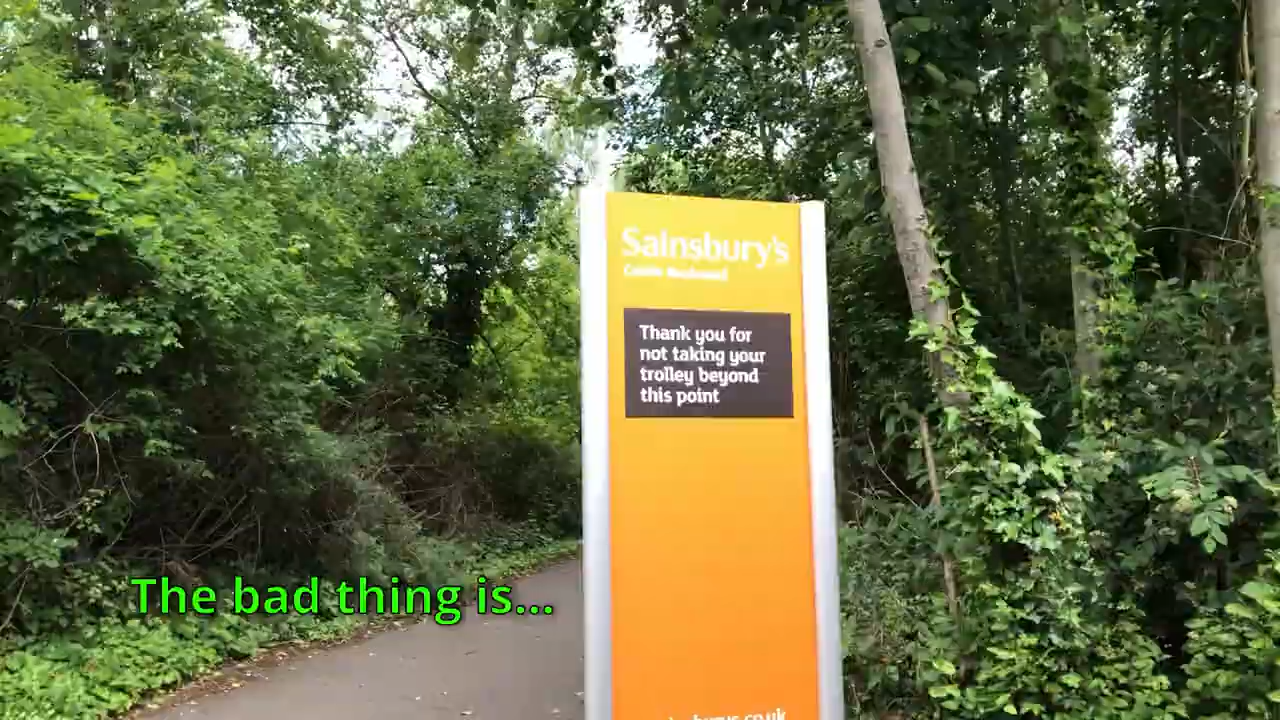 Sainsbury's
Thank you for
not taking your
trolley beyond
this point
The bad thing is...